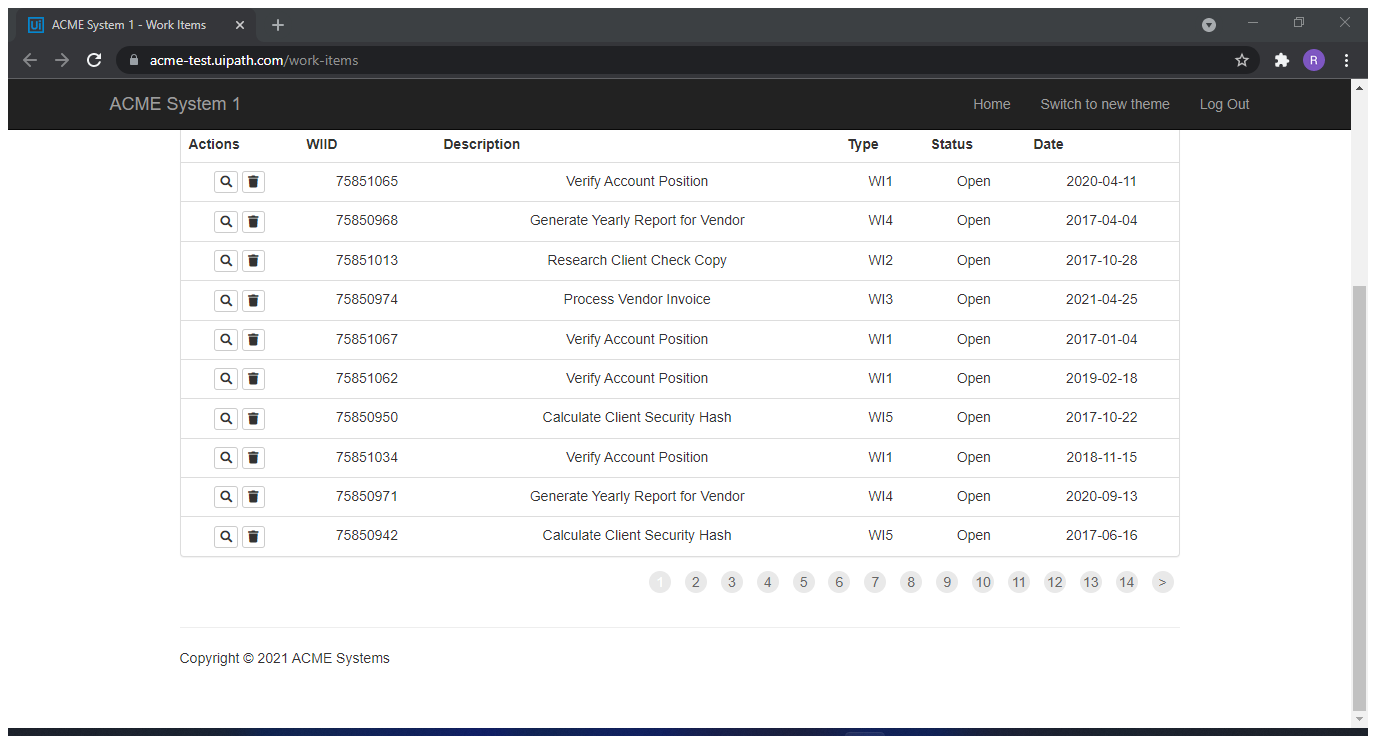 ACME System 1 - Work Items
acme-test.uipath.com/work-items
R
ACME System 1 Home Switch to new theme Log Out
Actions WIID Description Type Status Date
75851065 Verify Account Position WI1 Open 2020-04-11
75850968 Generate Yearly Report for Vendor WI4 Open 2017-04-04
75851013 Research Client Check Copy WI2 Open 2017-10-28
75850974 Process Vendor Invoice WI3 Open 2021-04-25
75851067 Verify Account Position WI1 Open 2017-01-04
75851062 Verify Account Position WI1 Open 2019-02-18
75850950 Calculate Client Security Hash WI5 Open 2017-10-22
75851034 Verify Account Position WI1 Open 2018-11-15
75850971 Generate Yearly Report for Vendor WI4 Open 2020-09-13
75850942 Calculate Client Security Hash WI5 Open 2017-06-16
1 2 3 4 5 6 7 8 9 10 11 12 13 14 >
Copyright © 2021 ACME Systems